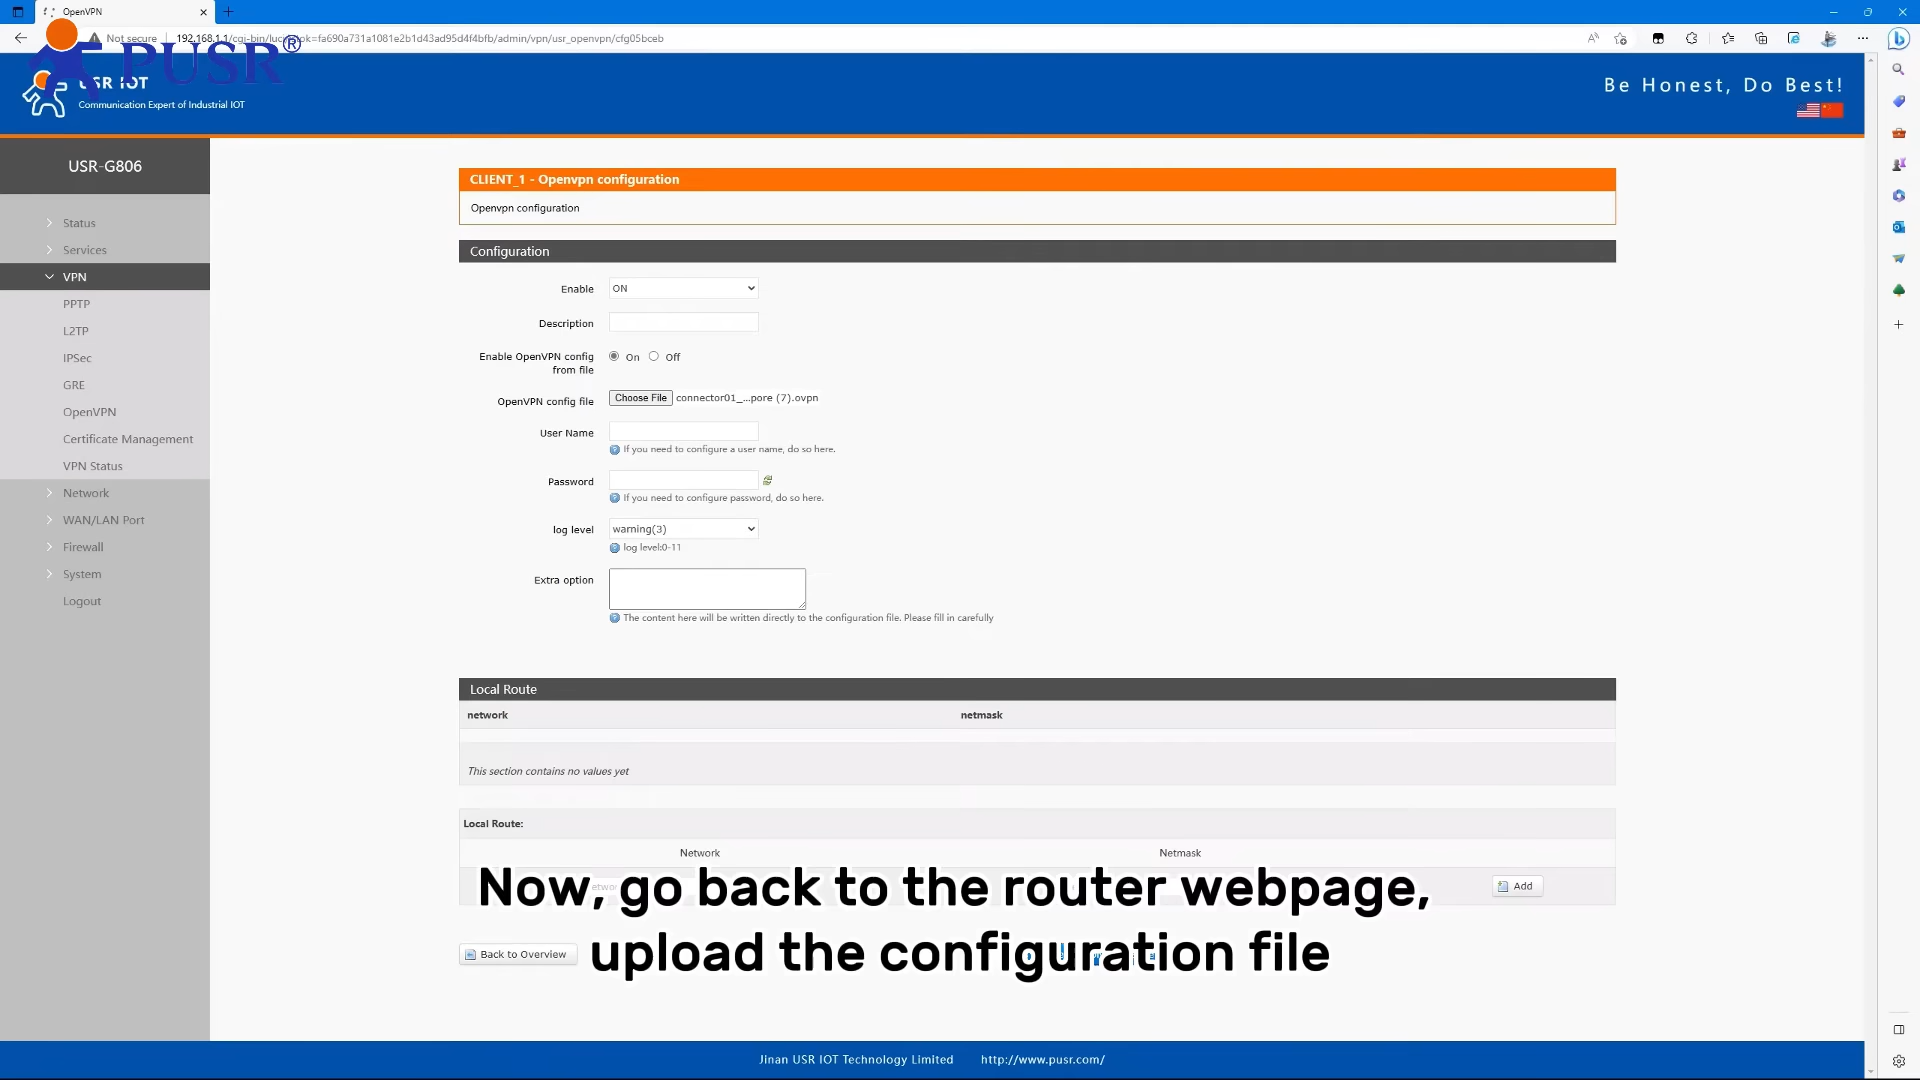 OpenVPN
Not secure
192.168.1.1/cgi-bin/luci/;stok=fa690a731a1081e2b1d43ad95d4f4bfb/admin/vpn/usr_openvpn/cfg05bceb
PUSR®
USR IOT
Communication Expert of Industrial IOT
Be Honest, Do Best!
USR-G806
Status
Services
VPN
PPTP
L2TP
IPSec
GRE
OpenVPN
Certificate Management
VPN Status
Network
WAN/LAN Port
Firewall
System
Logout
CLIENT_1 - Openvpn configuration
Openvpn configuration
Configuration
Enable ON
Description
Enable OpenVPN config from file On Off
OpenVPN config file Choose File connector01_...pore (7).ovpn
User Name
If you need to configure a user name, do so here.
Password
If you need to configure password, do so here.
log level warning(3)
log level:0-11
Extra option
The content here will be written directly to the configuration file. Please fill in carefully
Local Route
network netmask
This section contains no values yet
Local Route:
Network Netmask
Add
Now, go back to the router webpage,
upload the configuration file
Back to Overview
Jinan USR IOT Technology Limited http://www.pusr.com/